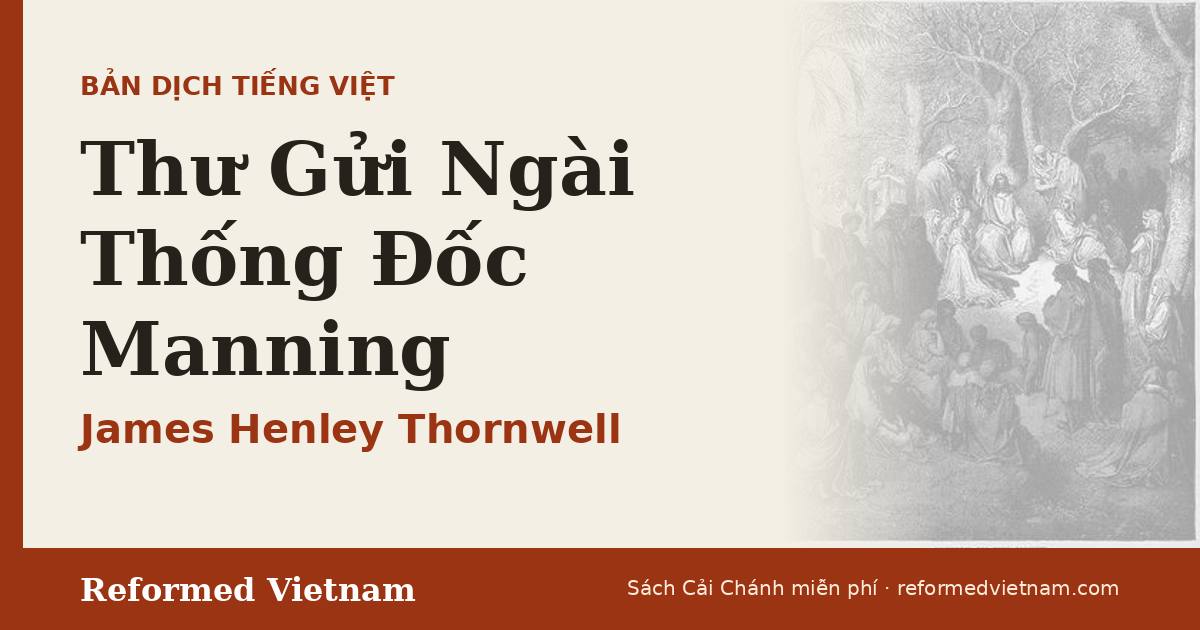 BẢN DỊCH TIẾNG VIỆT
Thư Gửi Ngài
Thống Đốc
Manning
James Henley Thornwell
Reformed Vietnam
Sách Cải Chánh miễn phí · reformedvietnam.com